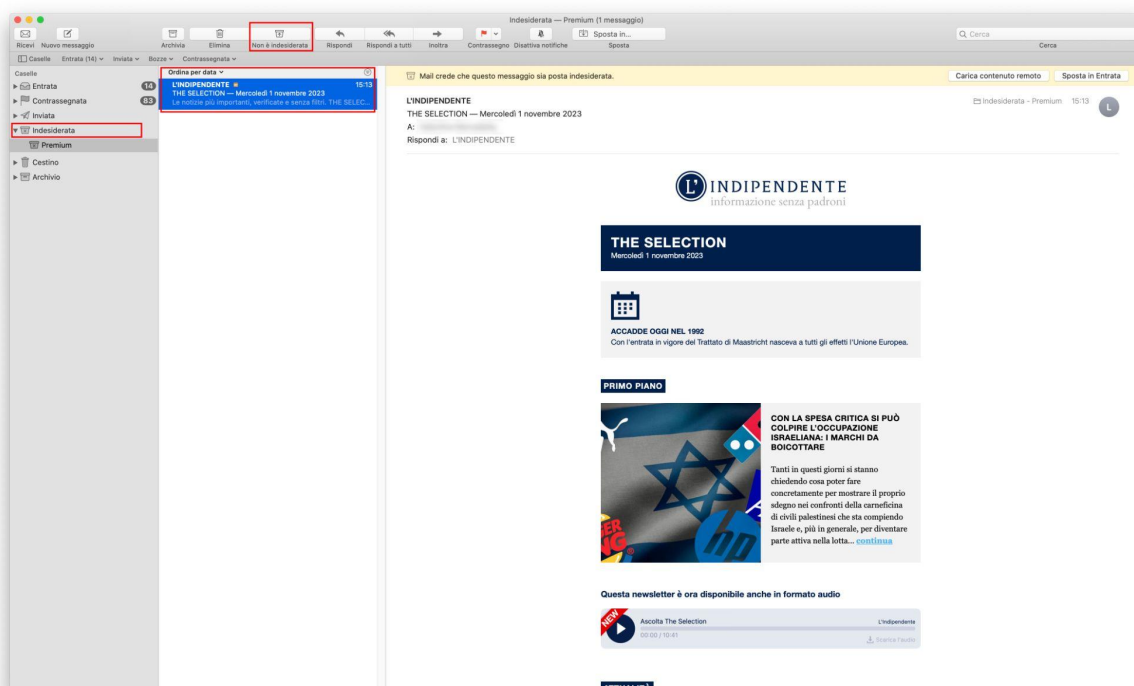 Indesiderata — Premium (1 messaggio)
Ricevi
Nuovo messaggio
Archivia
Elimina
Non è indesiderata
Rispondi
Rispondi a tutti
Inoltra
Contrassegno
Disattiva notifiche
Sposta in...
Sposta
Cerca
Cerca
Caselle
Entrata (14)
Inviata
Bozze
Contrassegnata
Caselle
Entrata 14
Contrassegnata 83
Inviata
Indesiderata
Premium
Cestino
Archivio
Ordina per data
L'INDIPENDENTE 15:13
THE SELECTION — Mercoledì 1 novembre 2023
Le notizie più importanti, verificate e senza filtri. THE SELEC...
Mail crede che questo messaggio sia posta indesiderata.
Carica contenuto remoto
Sposta in Entrata
L'INDIPENDENTE
Indesiderata - Premium 15:13
L
THE SELECTION — Mercoledì 1 novembre 2023
A:
Rispondi a: L'INDIPENDENTE
L' INDIPENDENTE
informazione senza padroni
THE SELECTION
Mercoledì 1 novembre 2023
ACCADDE OGGI NEL 1992
Con l'entrata in vigore del Trattato di Maastricht nasceva a tutti gli effetti l'Unione Europea.
PRIMO PIANO
CON LA SPESA CRITICA SI PUÒ
COLPIRE L'OCCUPAZIONE
ISRAELIANA: I MARCHI DA
BOICOTTARE
Tanti in questi giorni si stanno
chiedendo cosa poter fare
concretamente per mostrare il proprio
sdegno nei confronti della carneficina
di civili palestinesi che sta compiendo
Israele e, più in generale, per diventare
parte attiva nella lotta... continua
hp
Questa newsletter è ora disponibile anche in formato audio
NEW
Ascolta The Selection
L'Indipendente
00:00 / 10:41
Scarica l'audio